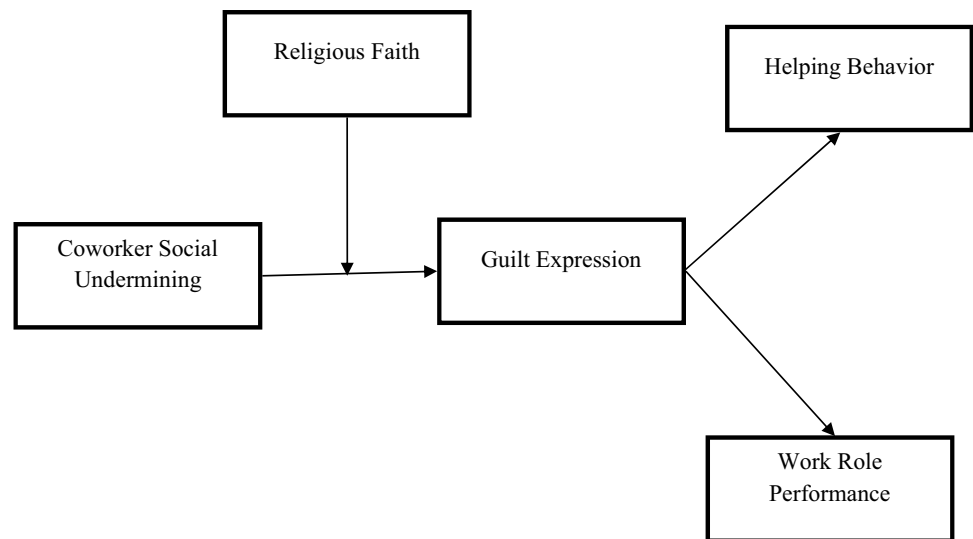 Religious Faith
Helping Behavior
Coworker Social
Undermining
Guilt Expression
Work Role
Performance